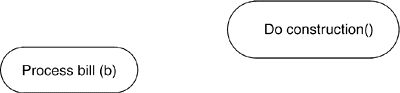 Do construction()
Process bill (b)